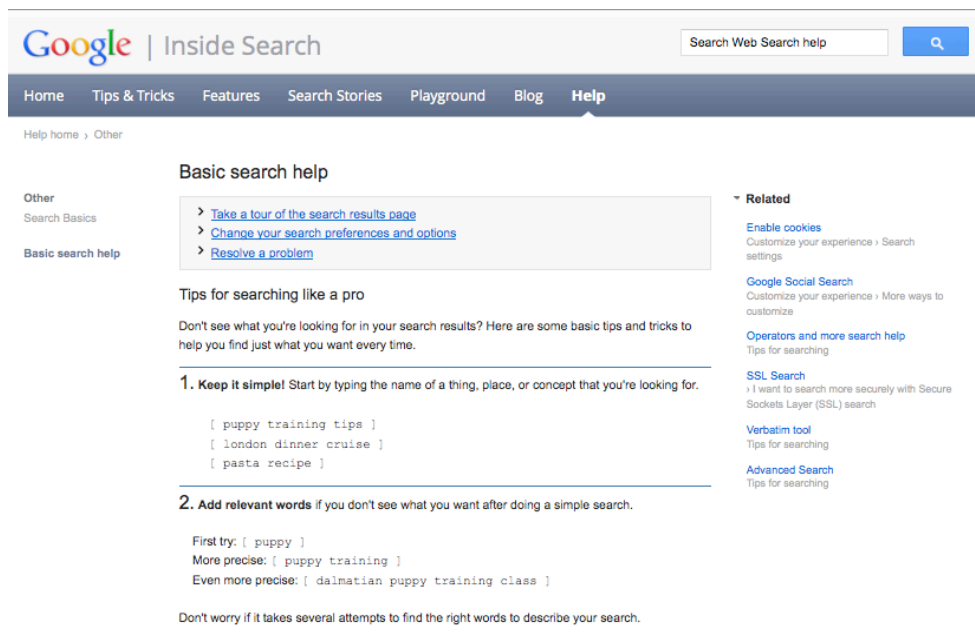 Google | Inside Search
Search Web Search help
Home Tips & Tricks Features Search Stories Playground Blog Help
Help home › Other
Other
Search Basics
Basic search help
Basic search help
Take a tour of the search results page
Change your search preferences and options
Resolve a problem
Tips for searching like a pro
Don't see what you're looking for in your search results? Here are some basic tips and tricks to
help you find just what you want every time.
1. Keep it simple! Start by typing the name of a thing, place, or concept that you're looking for.
[ puppy training tips ]
[ london dinner cruise ]
[ pasta recipe ]
2. Add relevant words if you don't see what you want after doing a simple search.
First try: [ puppy ]
More precise: [ puppy training ]
Even more precise: [ dalmatian puppy training class ]
Don't worry if it takes several attempts to find the right words to describe your search.
Related
Enable cookies
Customize your experience › Search
settings
Google Social Search
Customize your experience › More ways to
customize
Operators and more search help
Tips for searching
SSL Search
› I want to search more securely with Secure
Sockets Layer (SSL) search
Verbatim tool
Tips for searching
Advanced Search
Tips for searching